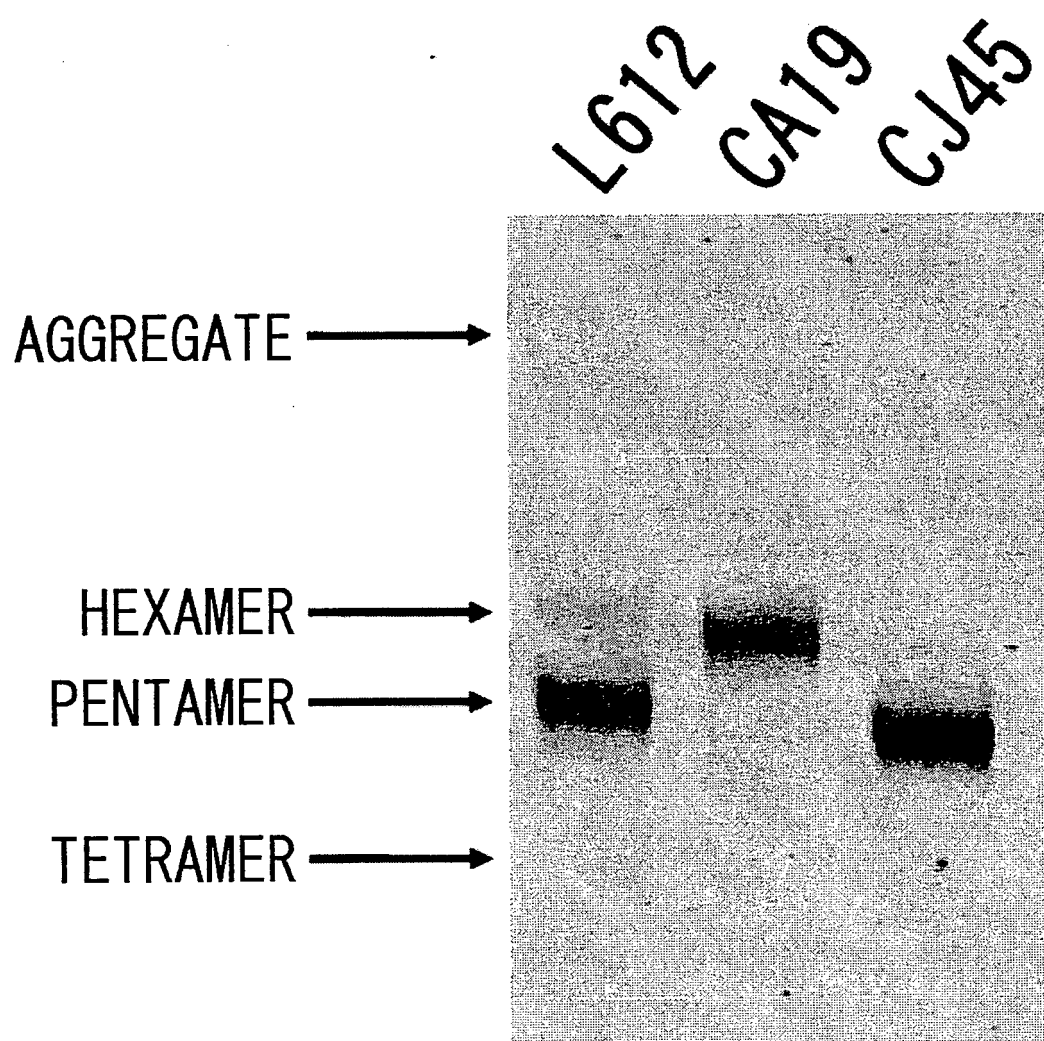 L612
CA19
CJ45
AGGREGATE
HEXAMER
PENTAMER
TETRAMER